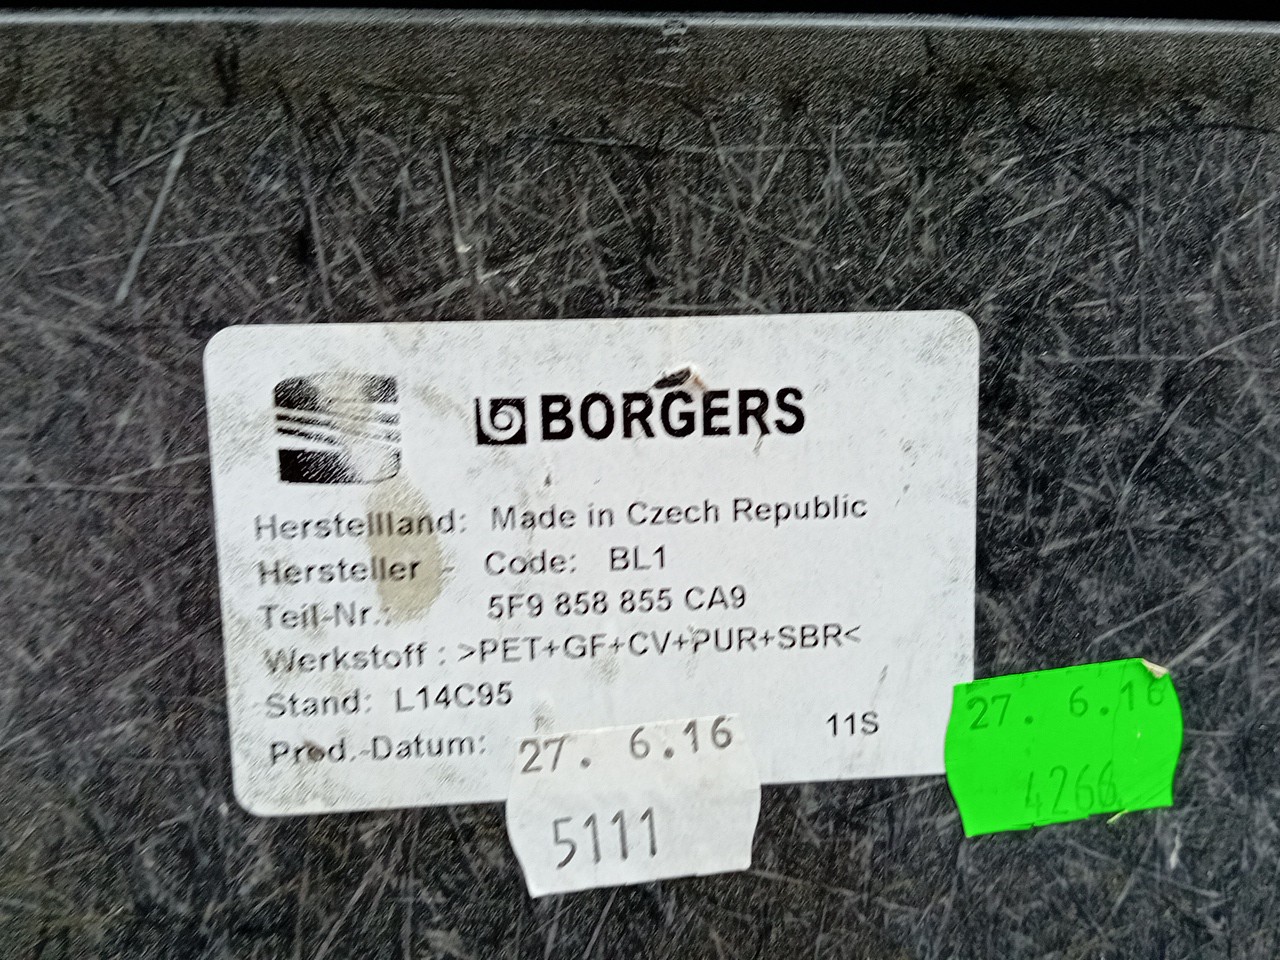 BORGERS
Herstellland: Made in Czech Republic
Hersteller - Code: BL1
Teil-Nr.: 5F9 858 855 CA9
Werkstoff : >PET+GF+CV+PUR+SBR<
Stand: L14C95
Prod.-Datum: 27. 6.16 11S
5111
27. 6.16
4266